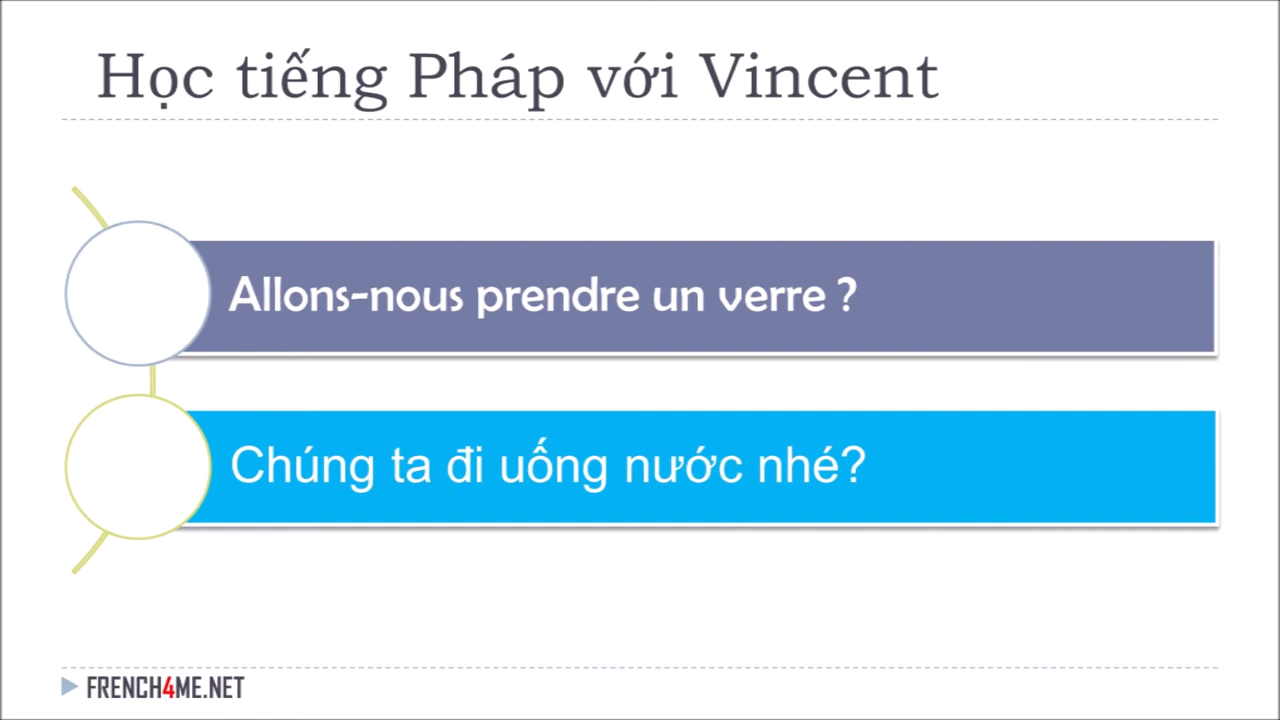 Học tiếng Pháp với Vincent
Allons-nous prendre un verre ?
Chúng ta đi uống nước nhé?
FRENCH4ME.NET